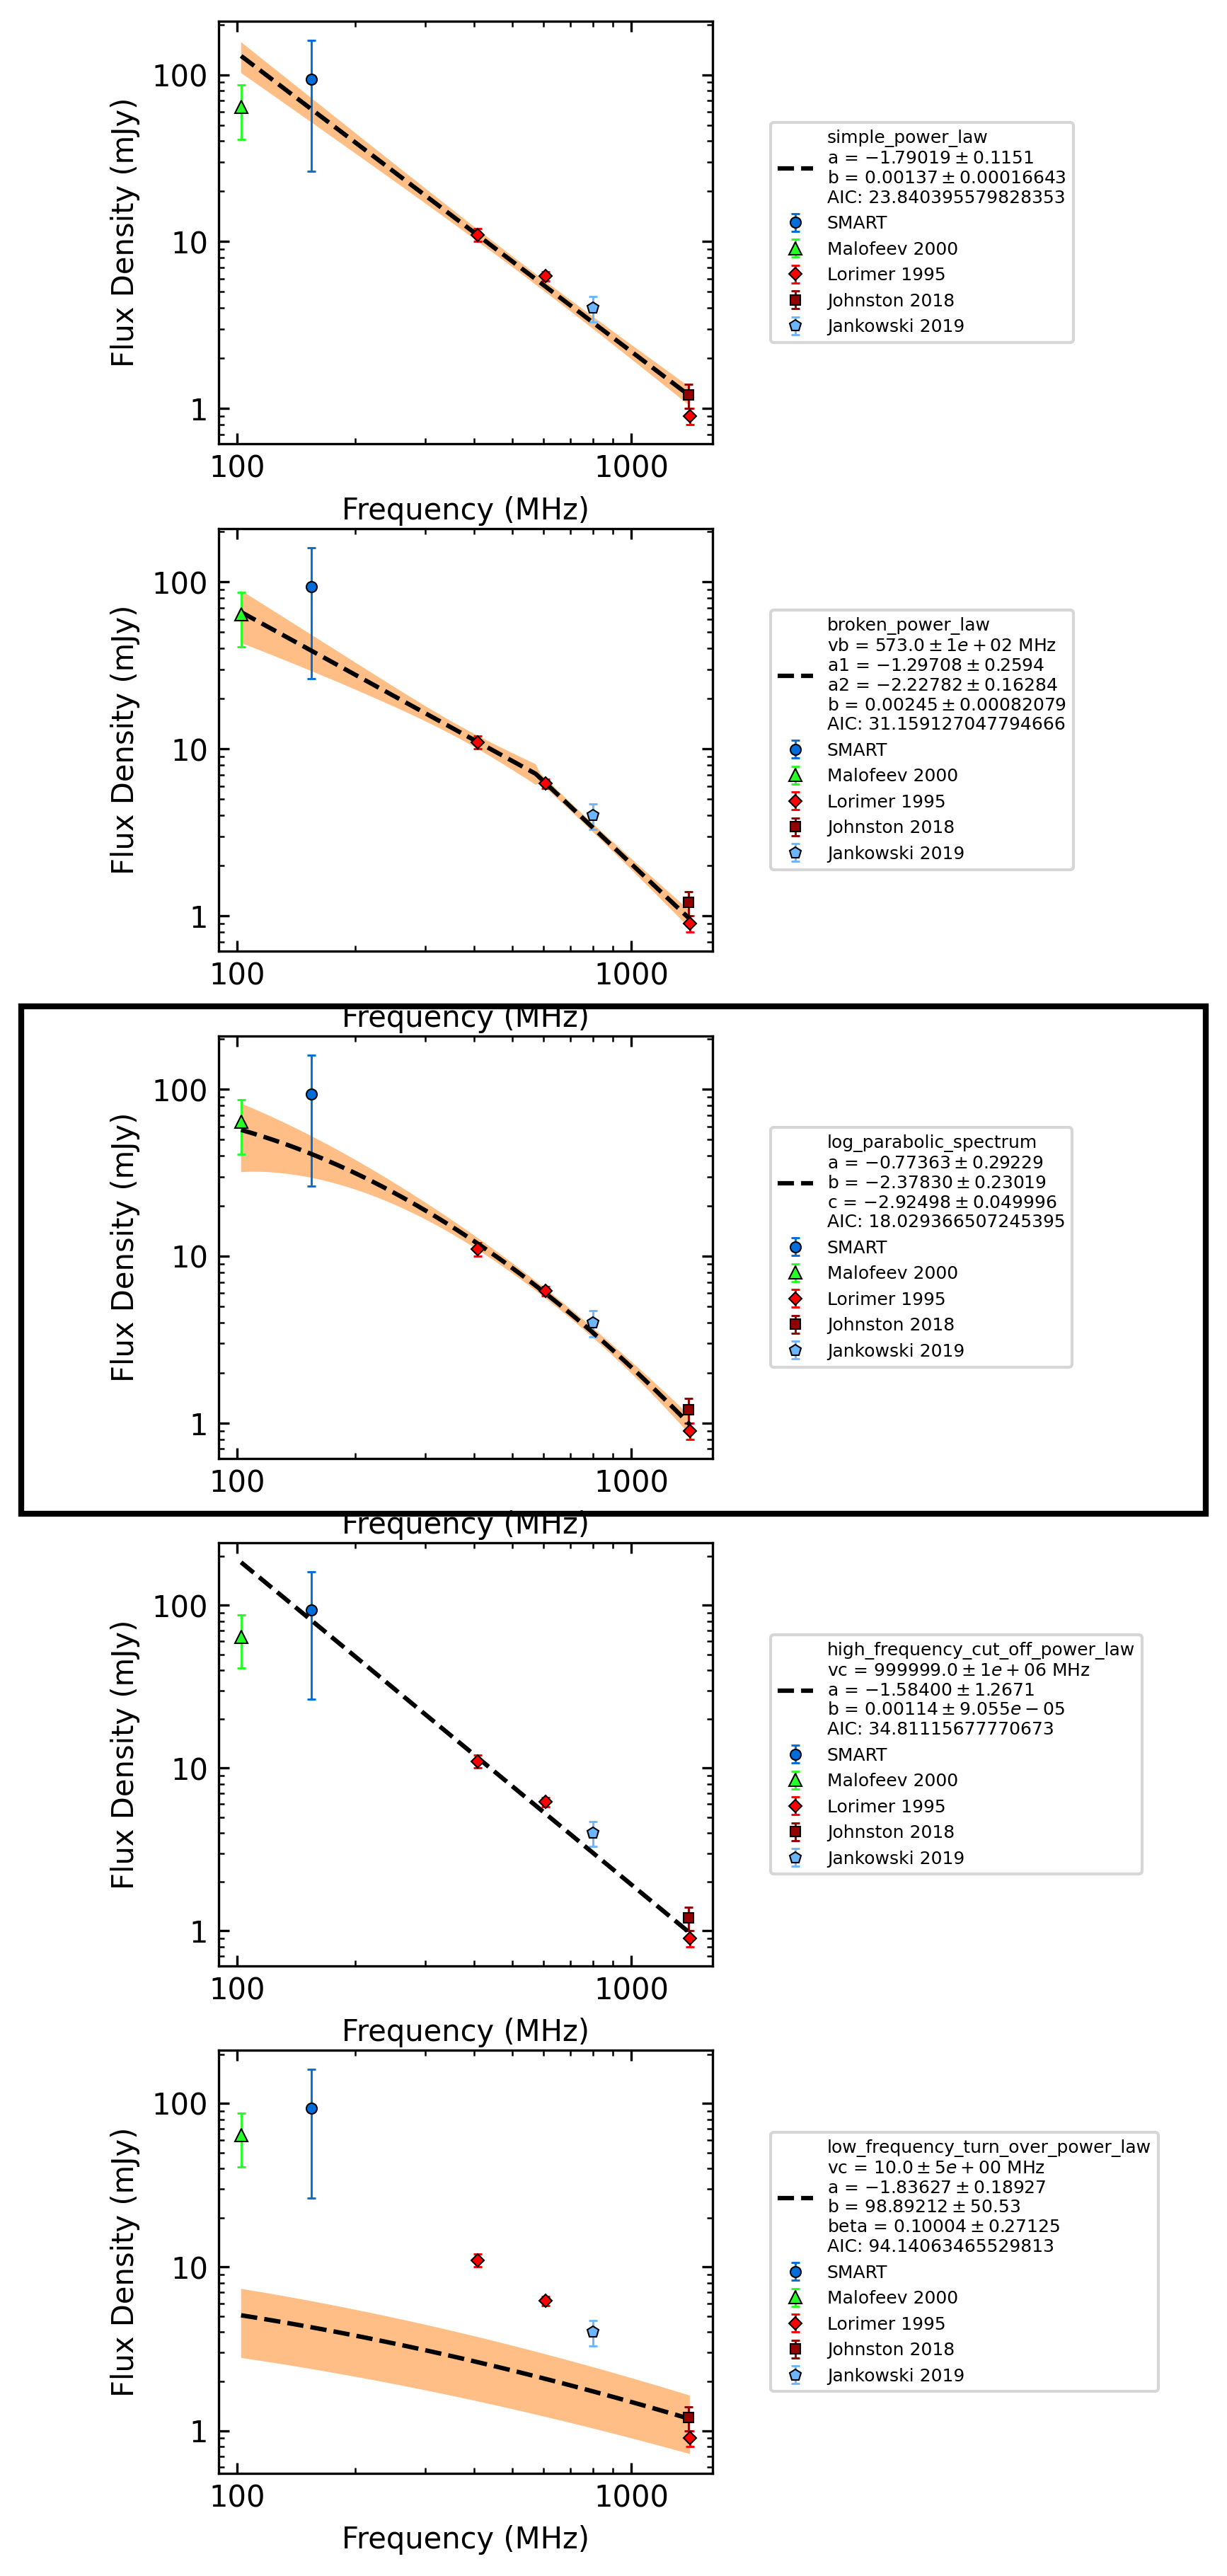 100
10
1
Flux Density (mJy)
100 1000
Frequency (MHz)
simple_power_law
a = −1.79019 ± 0.1151
b = 0.00137 ± 0.00016643
AIC: 23.840395579828353
SMART
Malofeev 2000
Lorimer 1995
Johnston 2018
Jankowski 2019
100
10
1
Flux Density (mJy)
100 1000
Frequency (MHz)
broken_power_law
vb = 573.0 ± 1e + 02 MHz
a1 = −1.29708 ± 0.2594
a2 = −2.22782 ± 0.16284
b = 0.00245 ± 0.00082079
AIC: 31.159127047794666
SMART
Malofeev 2000
Lorimer 1995
Johnston 2018
Jankowski 2019
100
10
1
Flux Density (mJy)
100 1000
Frequency (MHz)
log_parabolic_spectrum
a = −0.77363 ± 0.29229
b = −2.37830 ± 0.23019
c = −2.92498 ± 0.049996
AIC: 18.029366507245395
SMART
Malofeev 2000
Lorimer 1995
Johnston 2018
Jankowski 2019
100
10
1
Flux Density (mJy)
100 1000
Frequency (MHz)
high_frequency_cut_off_power_law
vc = 999999.0 ± 1e + 06 MHz
a = −1.58400 ± 1.2671
b = 0.00114 ± 9.055e − 05
AIC: 34.81115677770673
SMART
Malofeev 2000
Lorimer 1995
Johnston 2018
Jankowski 2019
100
10
1
Flux Density (mJy)
100 1000
Frequency (MHz)
low_frequency_turn_over_power_law
vc = 10.0 ± 5e + 00 MHz
a = −1.83627 ± 0.18927
b = 98.89212 ± 50.53
beta = 0.10004 ± 0.27125
AIC: 94.14063465529813
SMART
Malofeev 2000
Lorimer 1995
Johnston 2018
Jankowski 2019